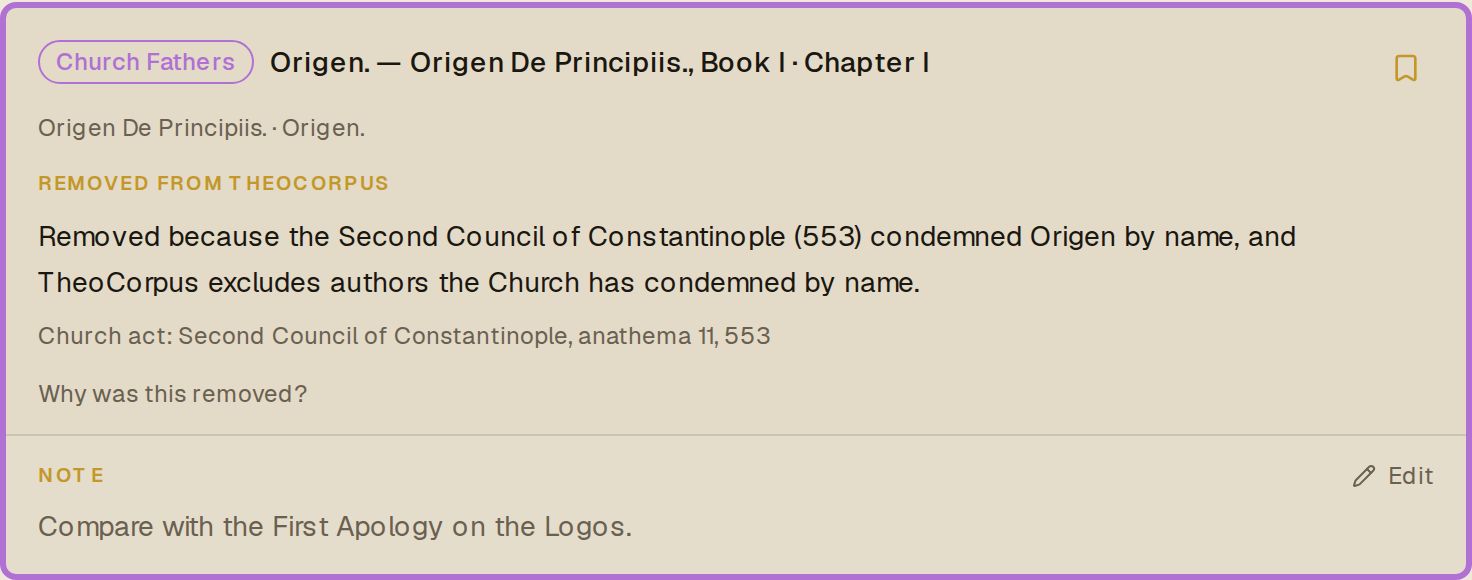 Church Fathers Origen. — Origen De Principiis., Book I · Chapter I
Origen De Principiis. · Origen.
REMOVED FROM THEOCORPUS
Removed because the Second Council of Constantinople (553) condemned Origen by name, and
TheoCorpus excludes authors the Church has condemned by name.
Church act: Second Council of Constantinople, anathema 11, 553
Why was this removed?
NOTE Edit
Compare with the First Apology on the Logos.